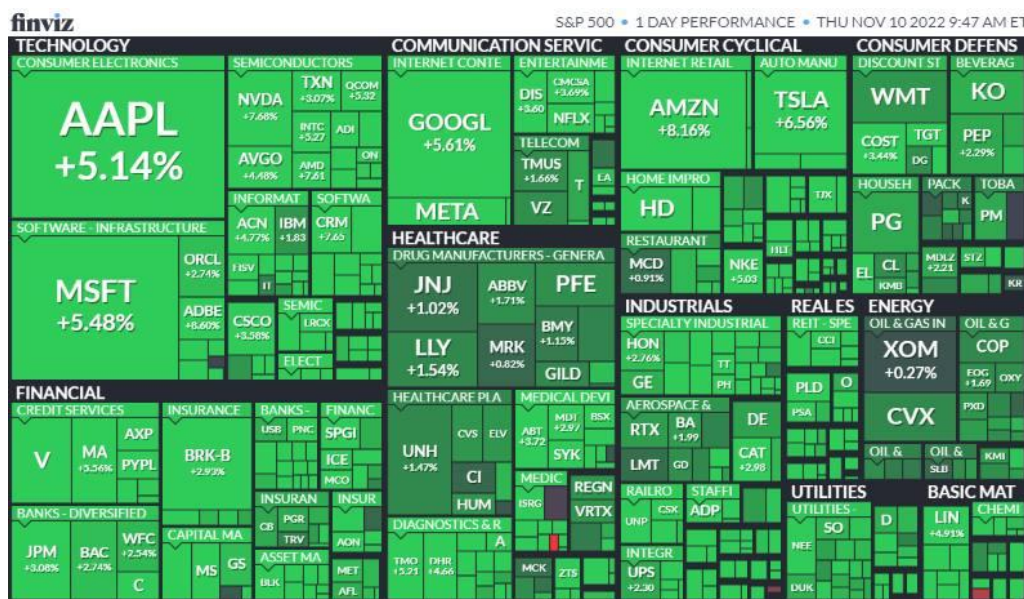 finviz
S&P 500 • 1 DAY PERFORMANCE • THU NOV 10 2022 9:47 AM ET
TECHNOLOGY
CONSUMER ELECTRONICS
AAPL
+5.14%
SEMICONDUCTORS
NVDA
+7.68%
TXN
+3.07%
QCOM
+5.32
INTC
+5.27
ADI
AVGO
+4.48%
AMD
+7.61
ON
SOFTWARE - INFRASTRUCTURE
MSFT
+5.48%
ORCL
+2.74%
ADBE
+8.60%
INFORMAT
ACN
+4.77%
IBM
+1.83
FISV
IT
SOFTWA
CRM
+7.65
CSCO
+3.58%
SEMIC
LRCX
ELECT
COMMUNICATION SERVIC
INTERNET CONTE
GOOGL
+5.61%
META
ENTERTAINME
DIS
+3.60
CMCSA
+3.69%
NFLX
TELECOM
TMUS
+1.66%
T
VZ
EA
CONSUMER CYCLICAL
INTERNET RETAIL
AMZN
+8.16%
AUTO MANU
TSLA
+6.56%
HOME IMPRO
HD
TJX
RESTAURANT
MCD
+0.91%
NKE
+5.03
HLT
CONSUMER DEFENS
DISCOUNT ST
WMT
COST
+3.44%
TGT
DG
BEVERAG
KO
PEP
+2.29%
HOUSEH
PG
EL
CL
KMB
PACK
K
MDLZ
+2.21
TOBA
PM
STZ
KR
HEALTHCARE
DRUG MANUFACTURERS - GENERA
JNJ
+1.02%
ABBV
+1.71%
PFE
LLY
+1.54%
MRK
+0.82%
BMY
+1.15%
GILD
HEALTHCARE PLA
UNH
+1.47%
CVS
ELV
CI
HUM
MEDICAL DEVI
ABT
+3.72
MDT
+2.97
BSX
SYK
MEDIC
ISRG
REGN
VRTX
DIAGNOSTICS & R
TMO
+5.21
DHR
+4.66
A
MCK
ZTS
INDUSTRIALS
SPECIALTY INDUSTRIAL
HON
+2.76%
GE
TT
PH
AEROSPACE &
RTX
BA
+1.99
LMT
GD
DE
CAT
+2.98
RAILRO
UNP
CSX
STAFFI
ADP
INTEGR
UPS
+2.30
REAL ES
REIT - SPE
CCI
PLD
O
PSA
ENERGY
OIL & GAS IN
XOM
+0.27%
CVX
OIL & G
COP
EOG
+1.69
OXY
PXD
OIL &
OIL &
SLB
KMI
FINANCIAL
CREDIT SERVICES
V
MA
+5.56%
AXP
PYPL
INSURANCE
BRK-B
+2.93%
BANKS -
USB
PNC
FINANC
SPGI
ICE
MCO
BANKS - DIVERSIFIED
JPM
+3.08%
BAC
+2.74%
WFC
+2.54%
C
CAPITAL MA
MS
GS
INSURAN
CB
PGR
TRV
INSUR
AON
ASSET MA
BLK
MET
AFL
UTILITIES
UTILITIES -
NEE
SO
DUK
D
BASIC MAT
LIN
+4.91%
CHEMI